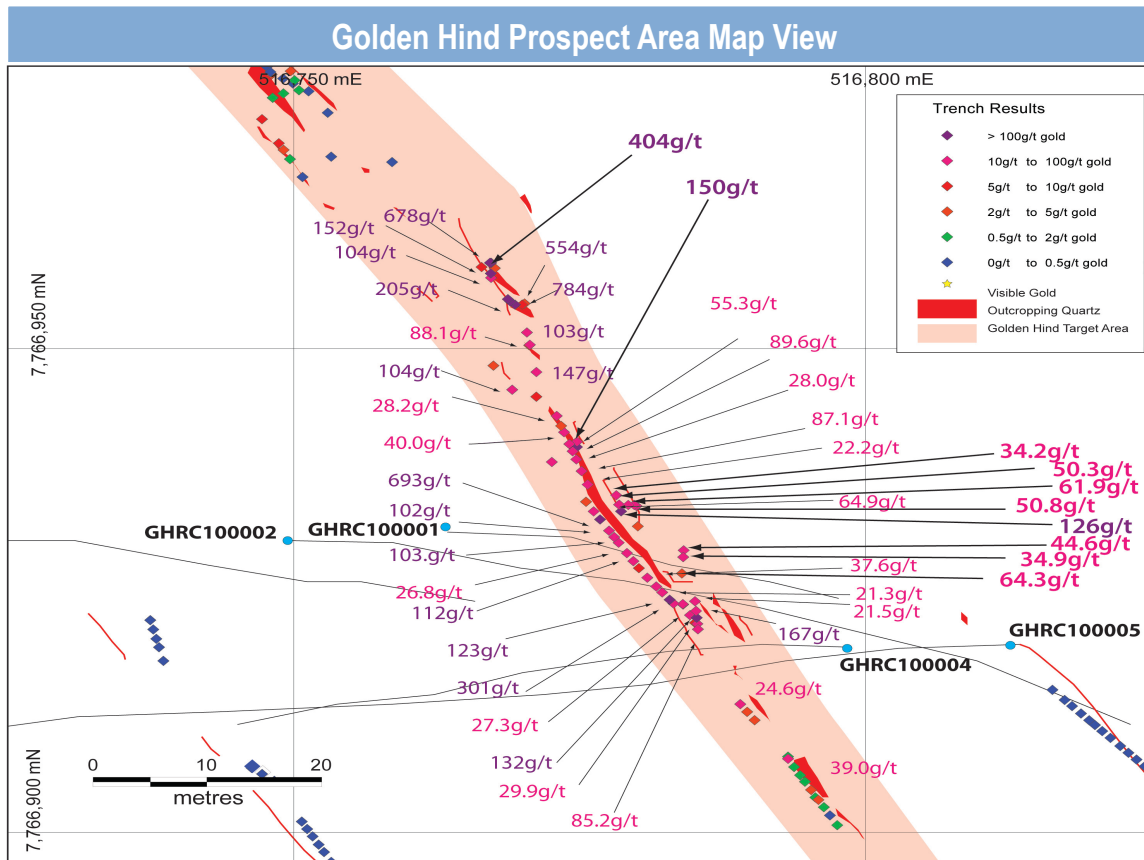 Golden Hind Prospect Area Map View
516,750 mE
516,800 mE
Trench Results
> 100g/t gold
10g/t to 100g/t gold
5g/t to 10g/t gold
2g/t to 5g/t gold
0.5g/t to 2g/t gold
0g/t to 0.5g/t gold
Visible Gold
Outcropping Quartz
Golden Hind Target Area
404g/t
150g/t
678g/t
152g/t
104g/t
554g/t
205g/t
784g/t
55.3g/t
7,766,950 mN
88.1g/t
103g/t
89.6g/t
104g/t
147g/t
28.0g/t
28.2g/t
87.1g/t
40.0g/t
22.2g/t
34.2g/t
50.3g/t
693g/t
61.9g/t
64.9g/t
50.8g/t
102g/t
126g/t
GHRC100002
GHRC100001
44.6g/t
103.g/t
34.9g/t
37.6g/t
64.3g/t
26.8g/t
21.3g/t
112g/t
21.5g/t
167g/t
GHRC100005
123g/t
GHRC100004
301g/t
24.6g/t
27.3g/t
132g/t
39.0g/t
0 10 20
metres
29.9g/t
85.2g/t
7,766,900 mN